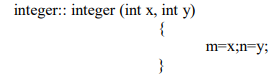 integer:: integer (int x, int y)
{
m=x;n=y;
}